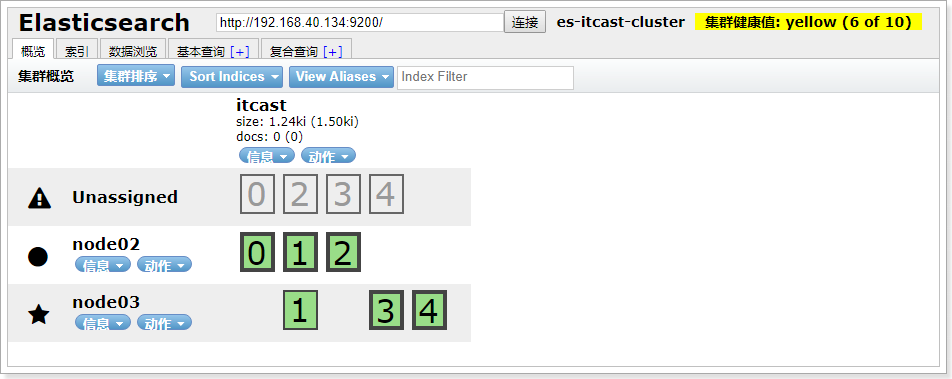 Elasticsearch http://192.168.40.134:9200/ 连接 es-itcast-cluster 集群健康值: yellow (6 of 10)
概览 索引 数据浏览 基本查询 [+] 复合查询 [+]
集群概览 集群排序 Sort Indices View Aliases Index Filter
itcast
size: 1.24ki (1.50ki)
docs: 0 (0)
信息 动作
Unassigned 0 2 3 4
node02 0 1 2
信息 动作
node03 1 3 4
信息 动作